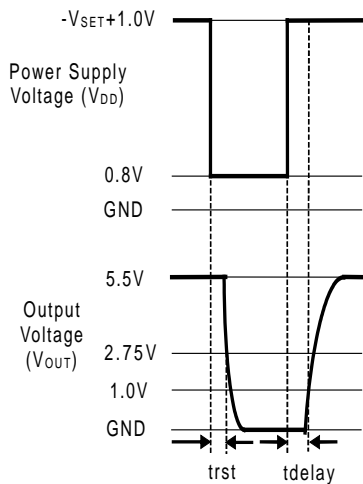 -VSET+1.0V
Power Supply
Voltage (VDD)
0.8V
GND
5.5V
Output
Voltage
(VOUT)
2.75V
1.0V
GND
trst
tdelay